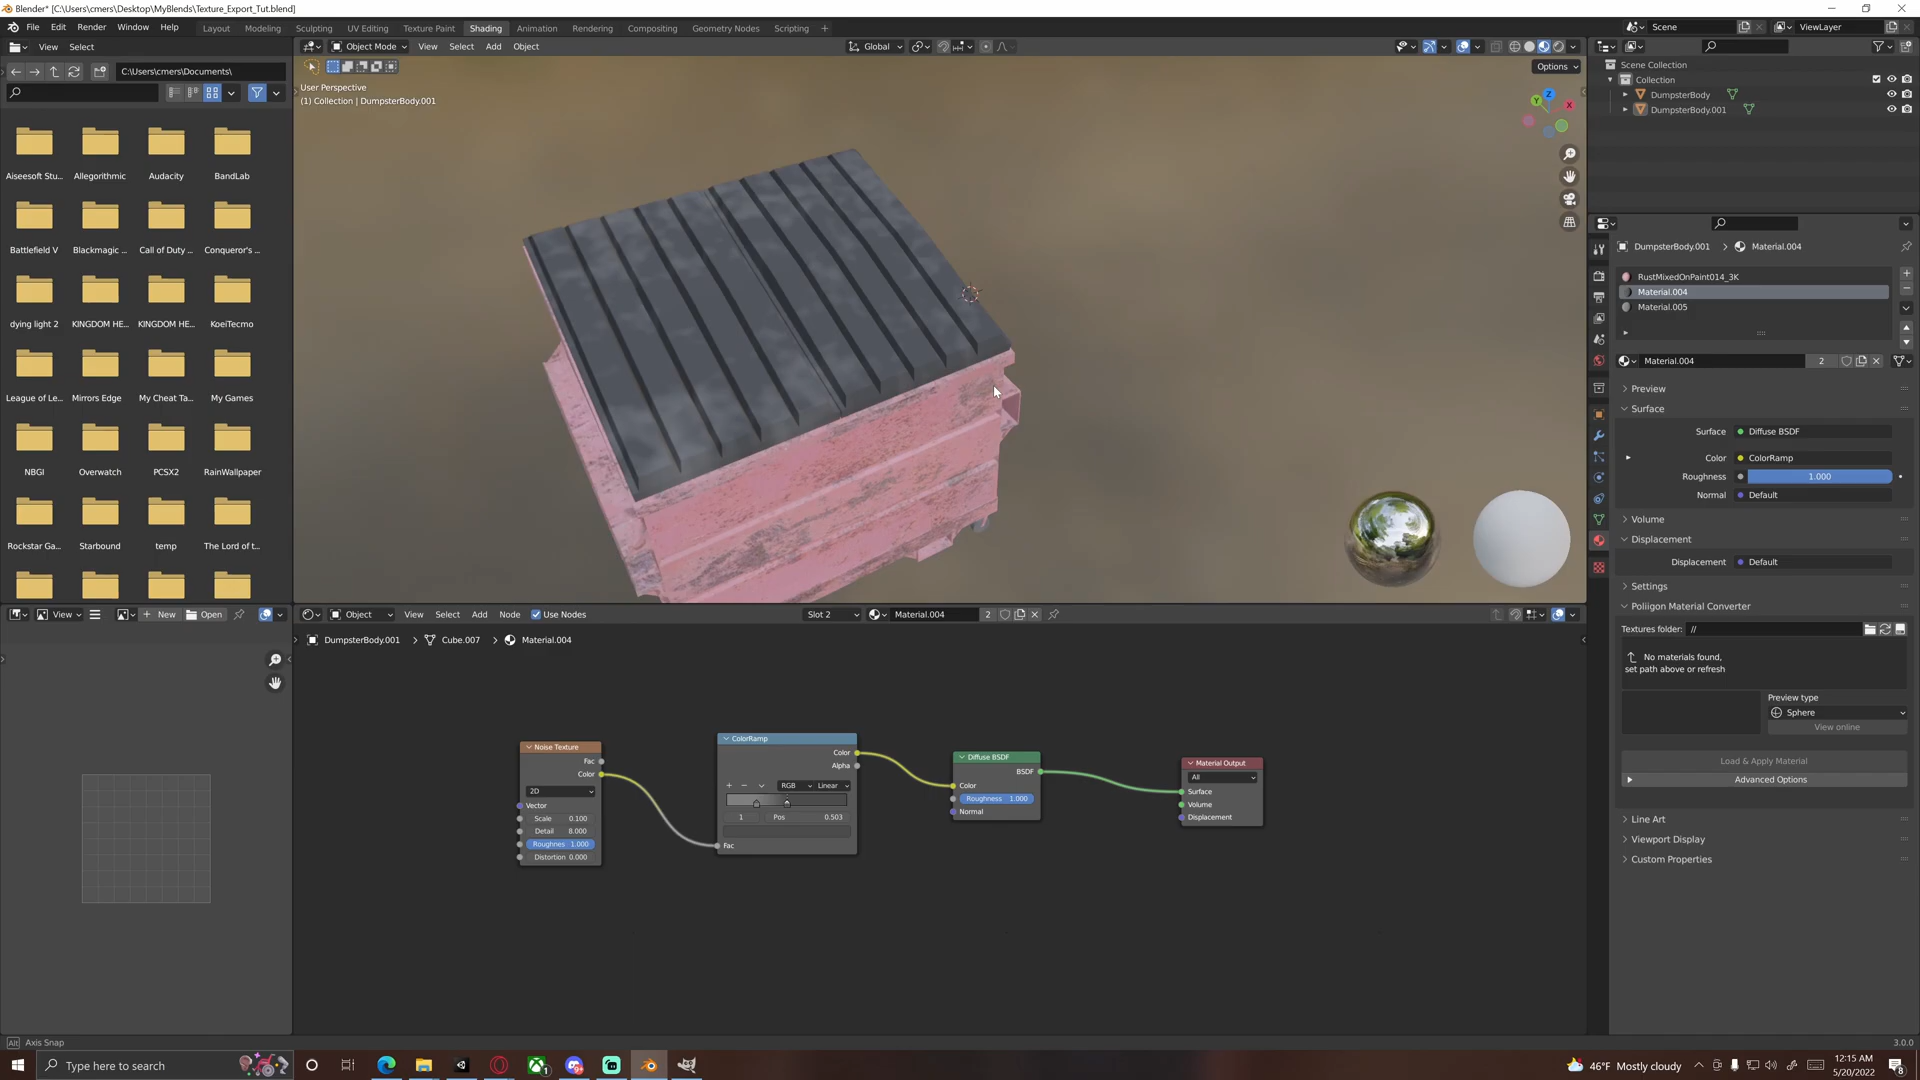 Blender* [C:\Users\cmers\Desktop\MyBlends\Texture_Export_Tut.blend]
File Edit Render Window Help
Layout Modeling Sculpting UV Editing Texture Paint Shading Animation Rendering Compositing Geometry Nodes Scripting +
Scene
ViewLayer
View Select
C:\Users\cmers\Documents\
Aiseesoft Stu... Allegorithmic Audacity BandLab
Battlefield V Blackmagic ... Call of Duty ... Conqueror's ...
dying light 2 KINGDOM HE... KINGDOM HE... KoeiTecmo
League of Le... Mirrors Edge My Cheat Ta... My Games
NBGI Overwatch PCSX2 RainWallpaper
Rockstar Ga... Starbound temp The Lord of t...
Object Mode View Select Add Object
Global
Options
User Perspective
(1) Collection | DumpsterBody.001
Z
Y
X
Scene Collection
Collection
DumpsterBody
DumpsterBody.001
DumpsterBody.001 > Material.004
RustMixedOnPaint014_3K
Material.004
Material.005
Material.004 2
Preview
Surface
Surface Diffuse BSDF
Color ColorRamp
Roughness 1.000
Normal Default
Volume
Displacement
Displacement Default
Settings
Poliigon Material Converter
Textures folder: //
No materials found,
set path above or refresh
Preview type
Sphere
View online
Load & Apply Material
Advanced Options
Line Art
Viewport Display
Custom Properties
View
+ New
Open
Object View Select Add Node Use Nodes
Slot 2
Material.004 2
DumpsterBody.001 > Cube.007 > Material.004
Noise Texture
Fac
Color
2D
Vector
Scale 0.100
Detail 8.000
Roughnes 1.000
Distortion 0.000
ColorRamp
Color
Alpha
+ − RGB Linear
1 Pos 0.503
Fac
Diffuse BSDF
BSDF
Color
Roughness 1.000
Normal
Material Output
All
Surface
Volume
Displacement
Alt Axis Snap
3.0.0
Type here to search
46°F Mostly cloudy
12:15 AM
5/20/2022